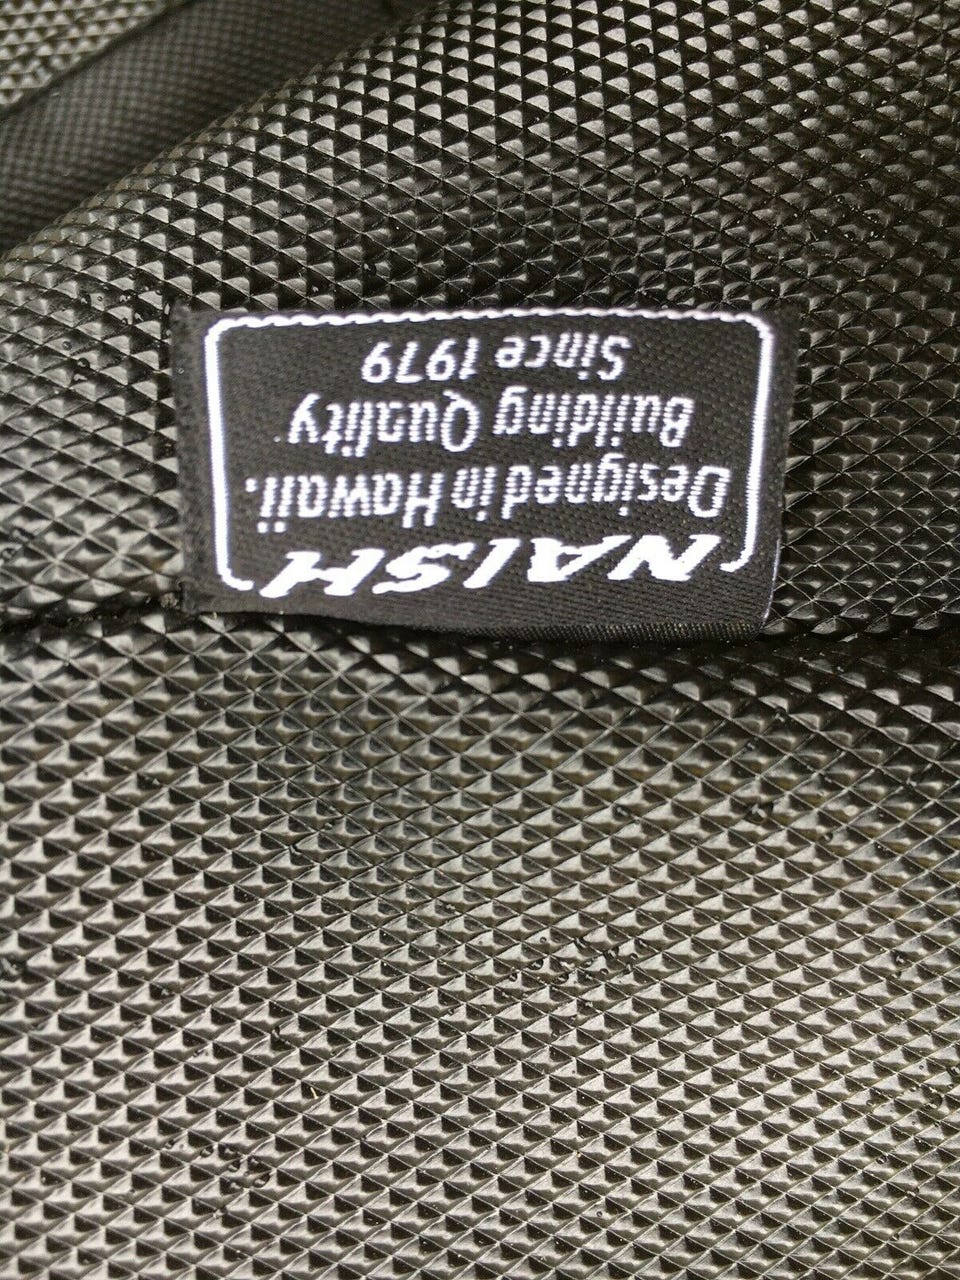 NAISH
Designed in Hawaii.
Building Quality
Since 1979